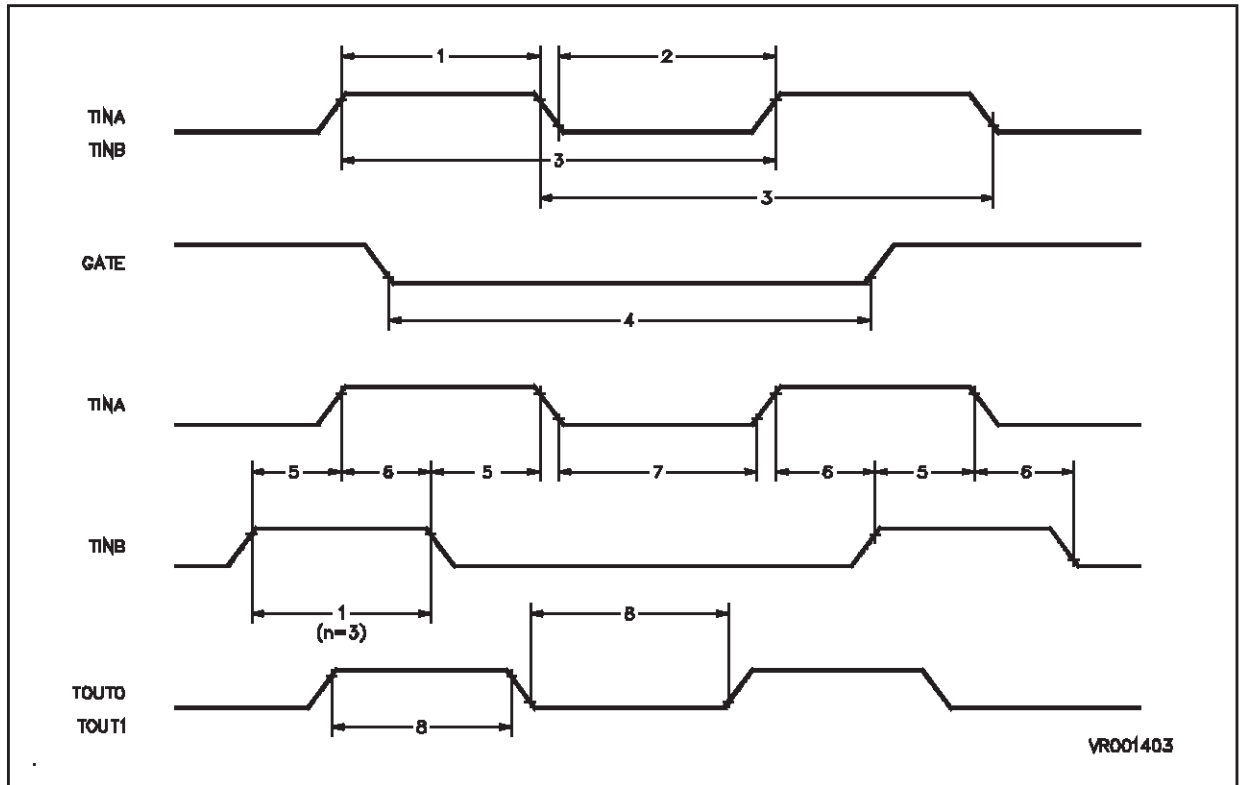 1 2
TINA
TINB
3
3
GATE
4
TINA
5 6 5 7 6 5 6
TINB
1
(n=3)
8
TOUT0
TOUT1
8
VR001403